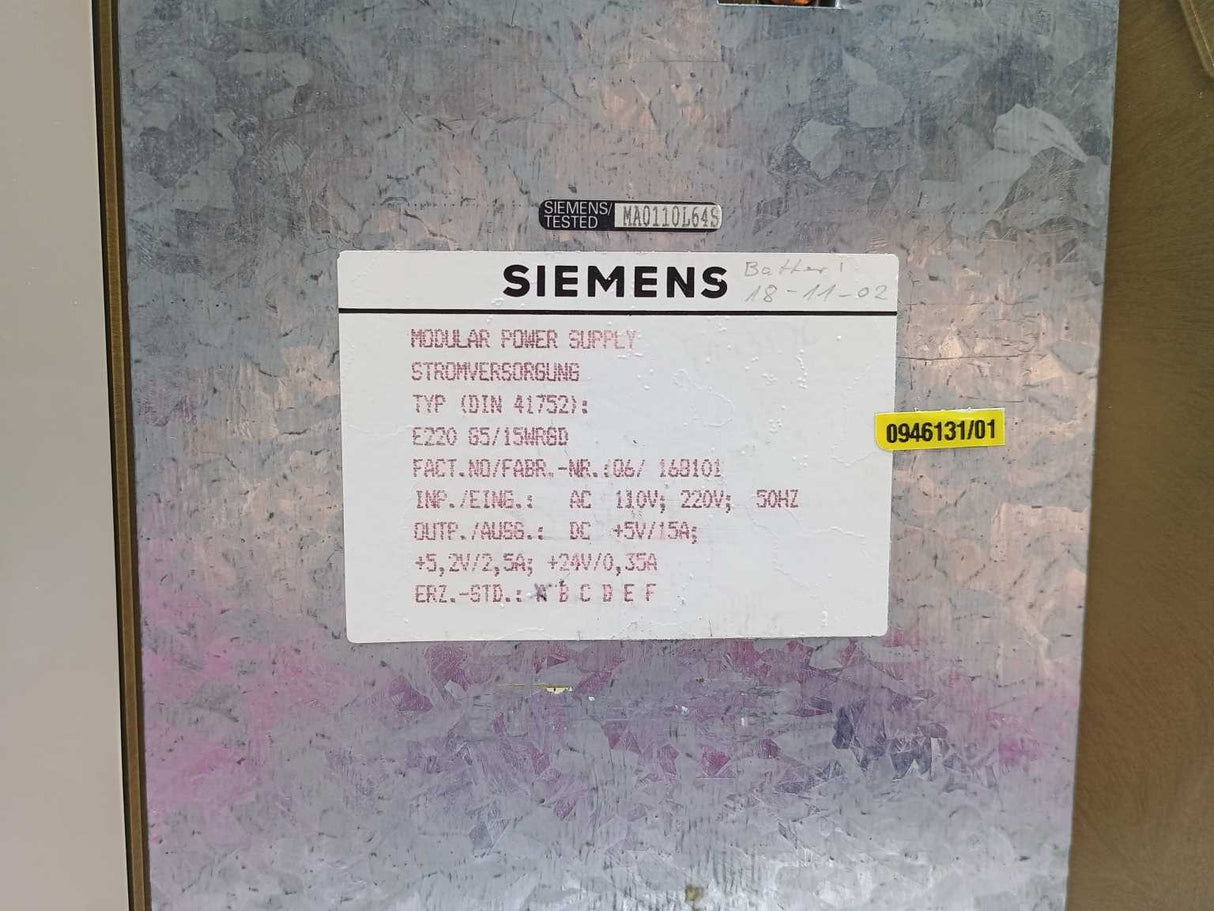 SIEMENS/
TESTED
MA0110L64S
SIEMENS
Batter!
18-11-02
MODULAR POWER SUPPLY
STROMVERSORGUNG
TYP (DIN 41752):
E220 G5/15WRGD
FACT.NO/FABR.-NR.:Q6/ 168101
INP./EING.: AC 110V; 220V; 50HZ
OUTP./AUSG.: DC +5V/15A;
+5,2V/2,5A; +24V/0,35A
ERZ.-STD.: A B C D E F
0946131/01